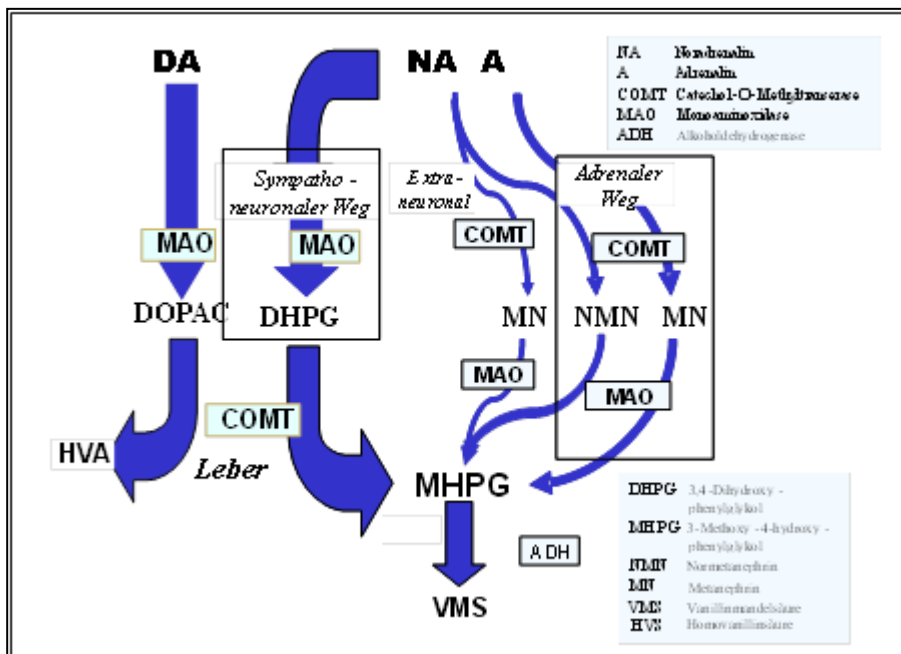 DA
NA A
NA Noradrenalin
A Adrenalin
COMT
MAO Monoaminoxidase
ADH Alkoholdehydrogenase
Sympatho -
neuronaler Weg
Extra-
neuronal
Adrenaler
Weg
MAO
MAO
COMT
COMT
DOPAC
DHPG
MN
NMN
MN
MAO
MAO
COMT
HVA
Leber
MHPG
ADH
VMS
DHPG 3,4 -Dihydroxy -
phenylglykol
MHPG 3-Methoxy -4-hydroxy -
phenylglykol
NMN Normetanephrin
MN Metanephrin
VMS Vanillinmandelsäure
HVS Homovanillinsäure